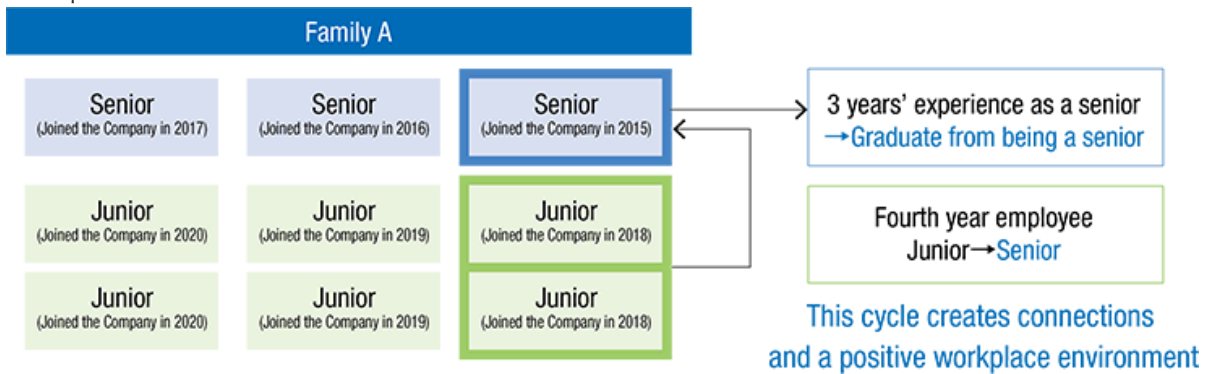 Family A
Senior
(Joined the Company in 2017)
Senior
(Joined the Company in 2016)
Senior
(Joined the Company in 2015)
Junior
(Joined the Company in 2020)
Junior
(Joined the Company in 2019)
Junior
(Joined the Company in 2018)
Junior
(Joined the Company in 2020)
Junior
(Joined the Company in 2019)
Junior
(Joined the Company in 2018)
3 years’ experience as a senior
→Graduate from being a senior
Fourth year employee
Junior→Senior
This cycle creates connections
and a positive workplace environment